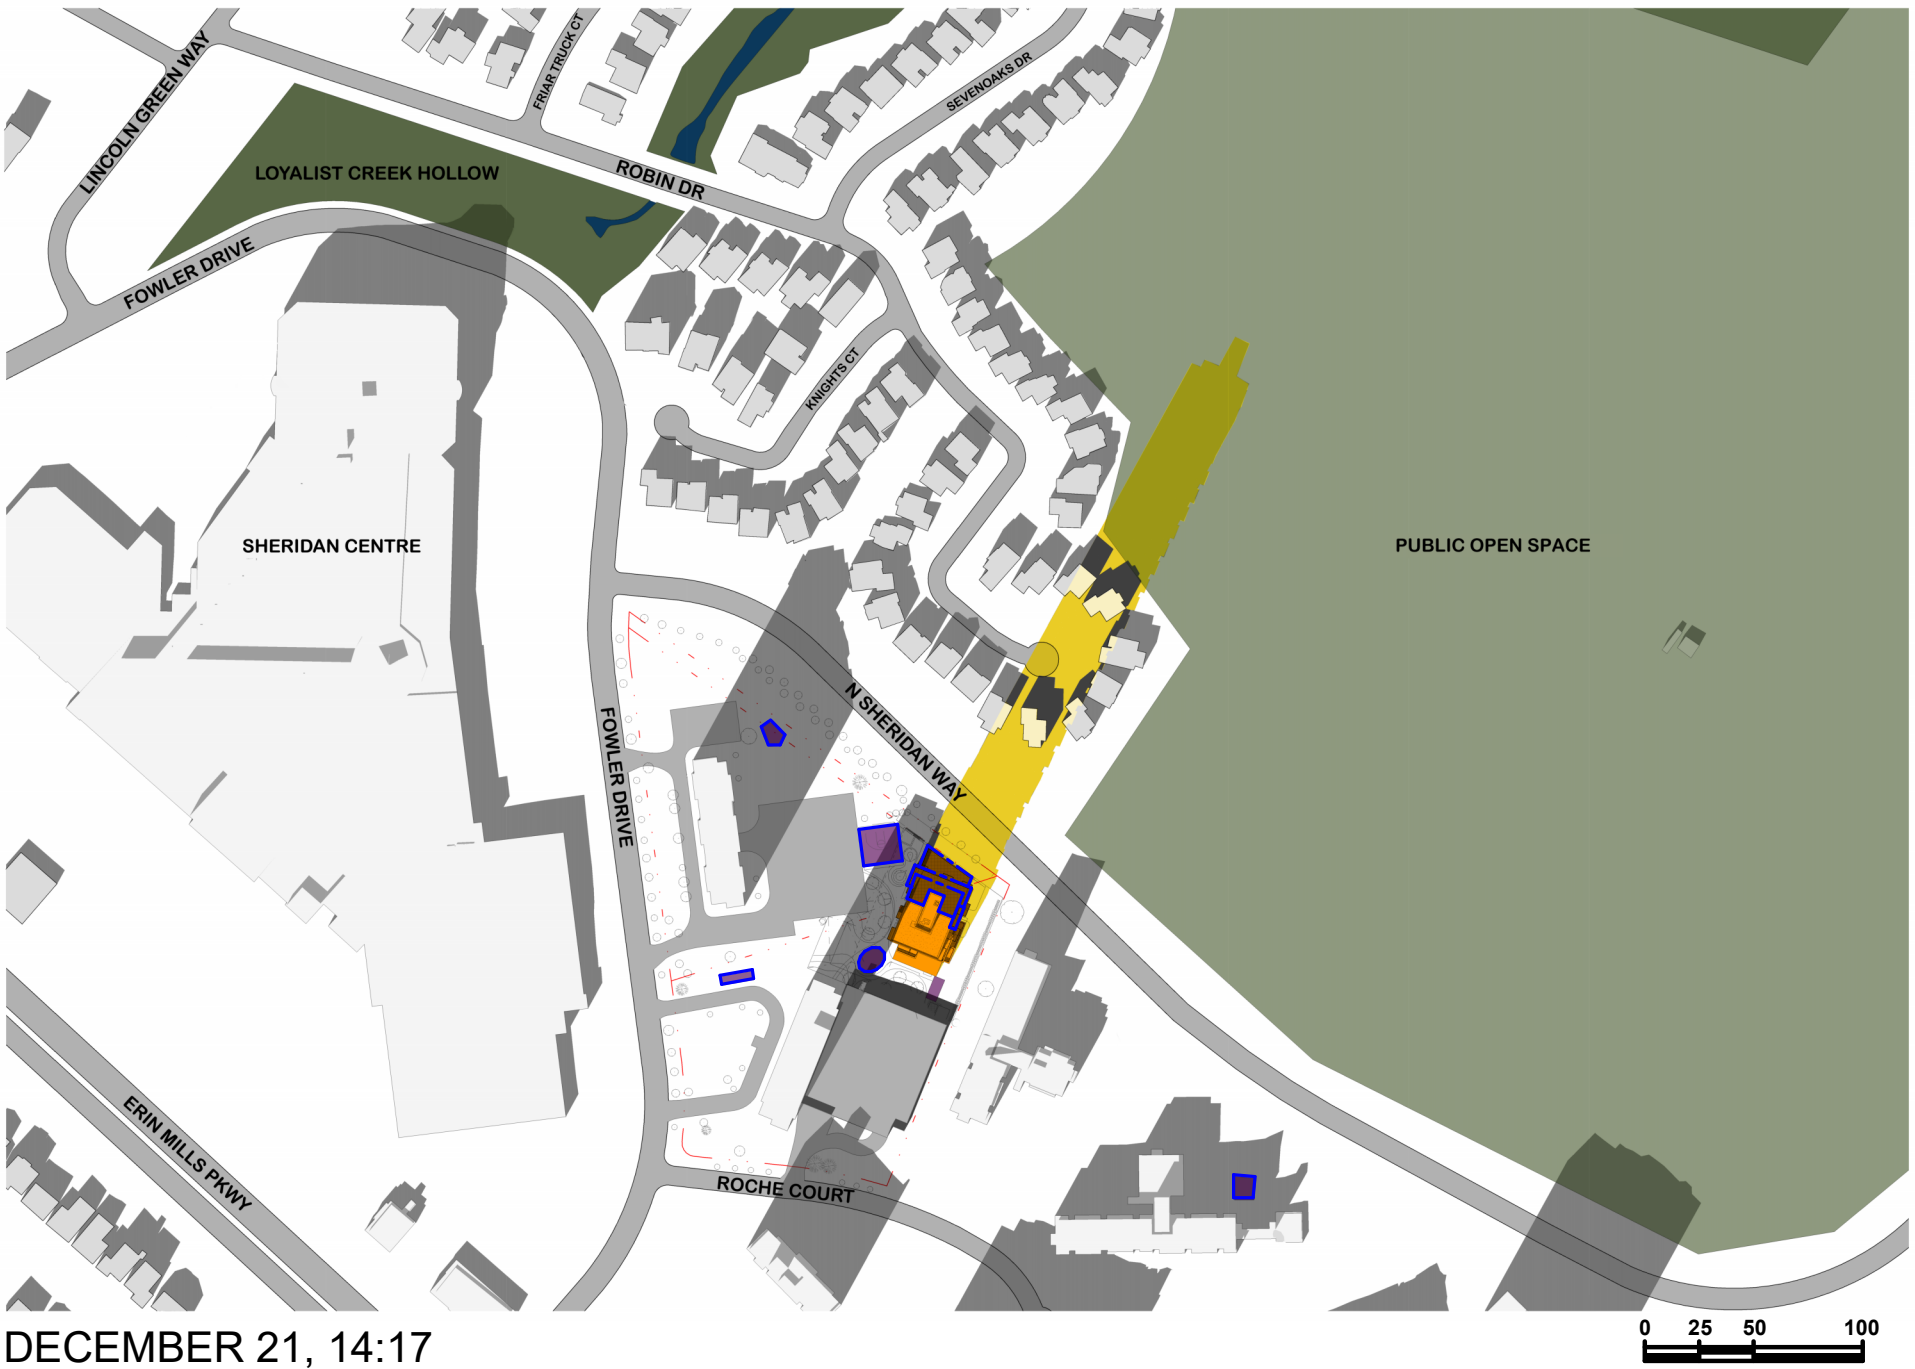 FRIAR TRUCK CT
LINCOLN GREEN WAY
SEVENOAKS DR
LOYALIST CREEK HOLLOW
ROBIN DR
FOWLER DRIVE
KNIGHTS CT
SHERIDAN CENTRE
PUBLIC OPEN SPACE
N SHERIDAN WAY
FOWLER DRIVE
ERIN MILLS PKWY
ROCHE COURT
DECEMBER 21, 14:17
0 25 50 100